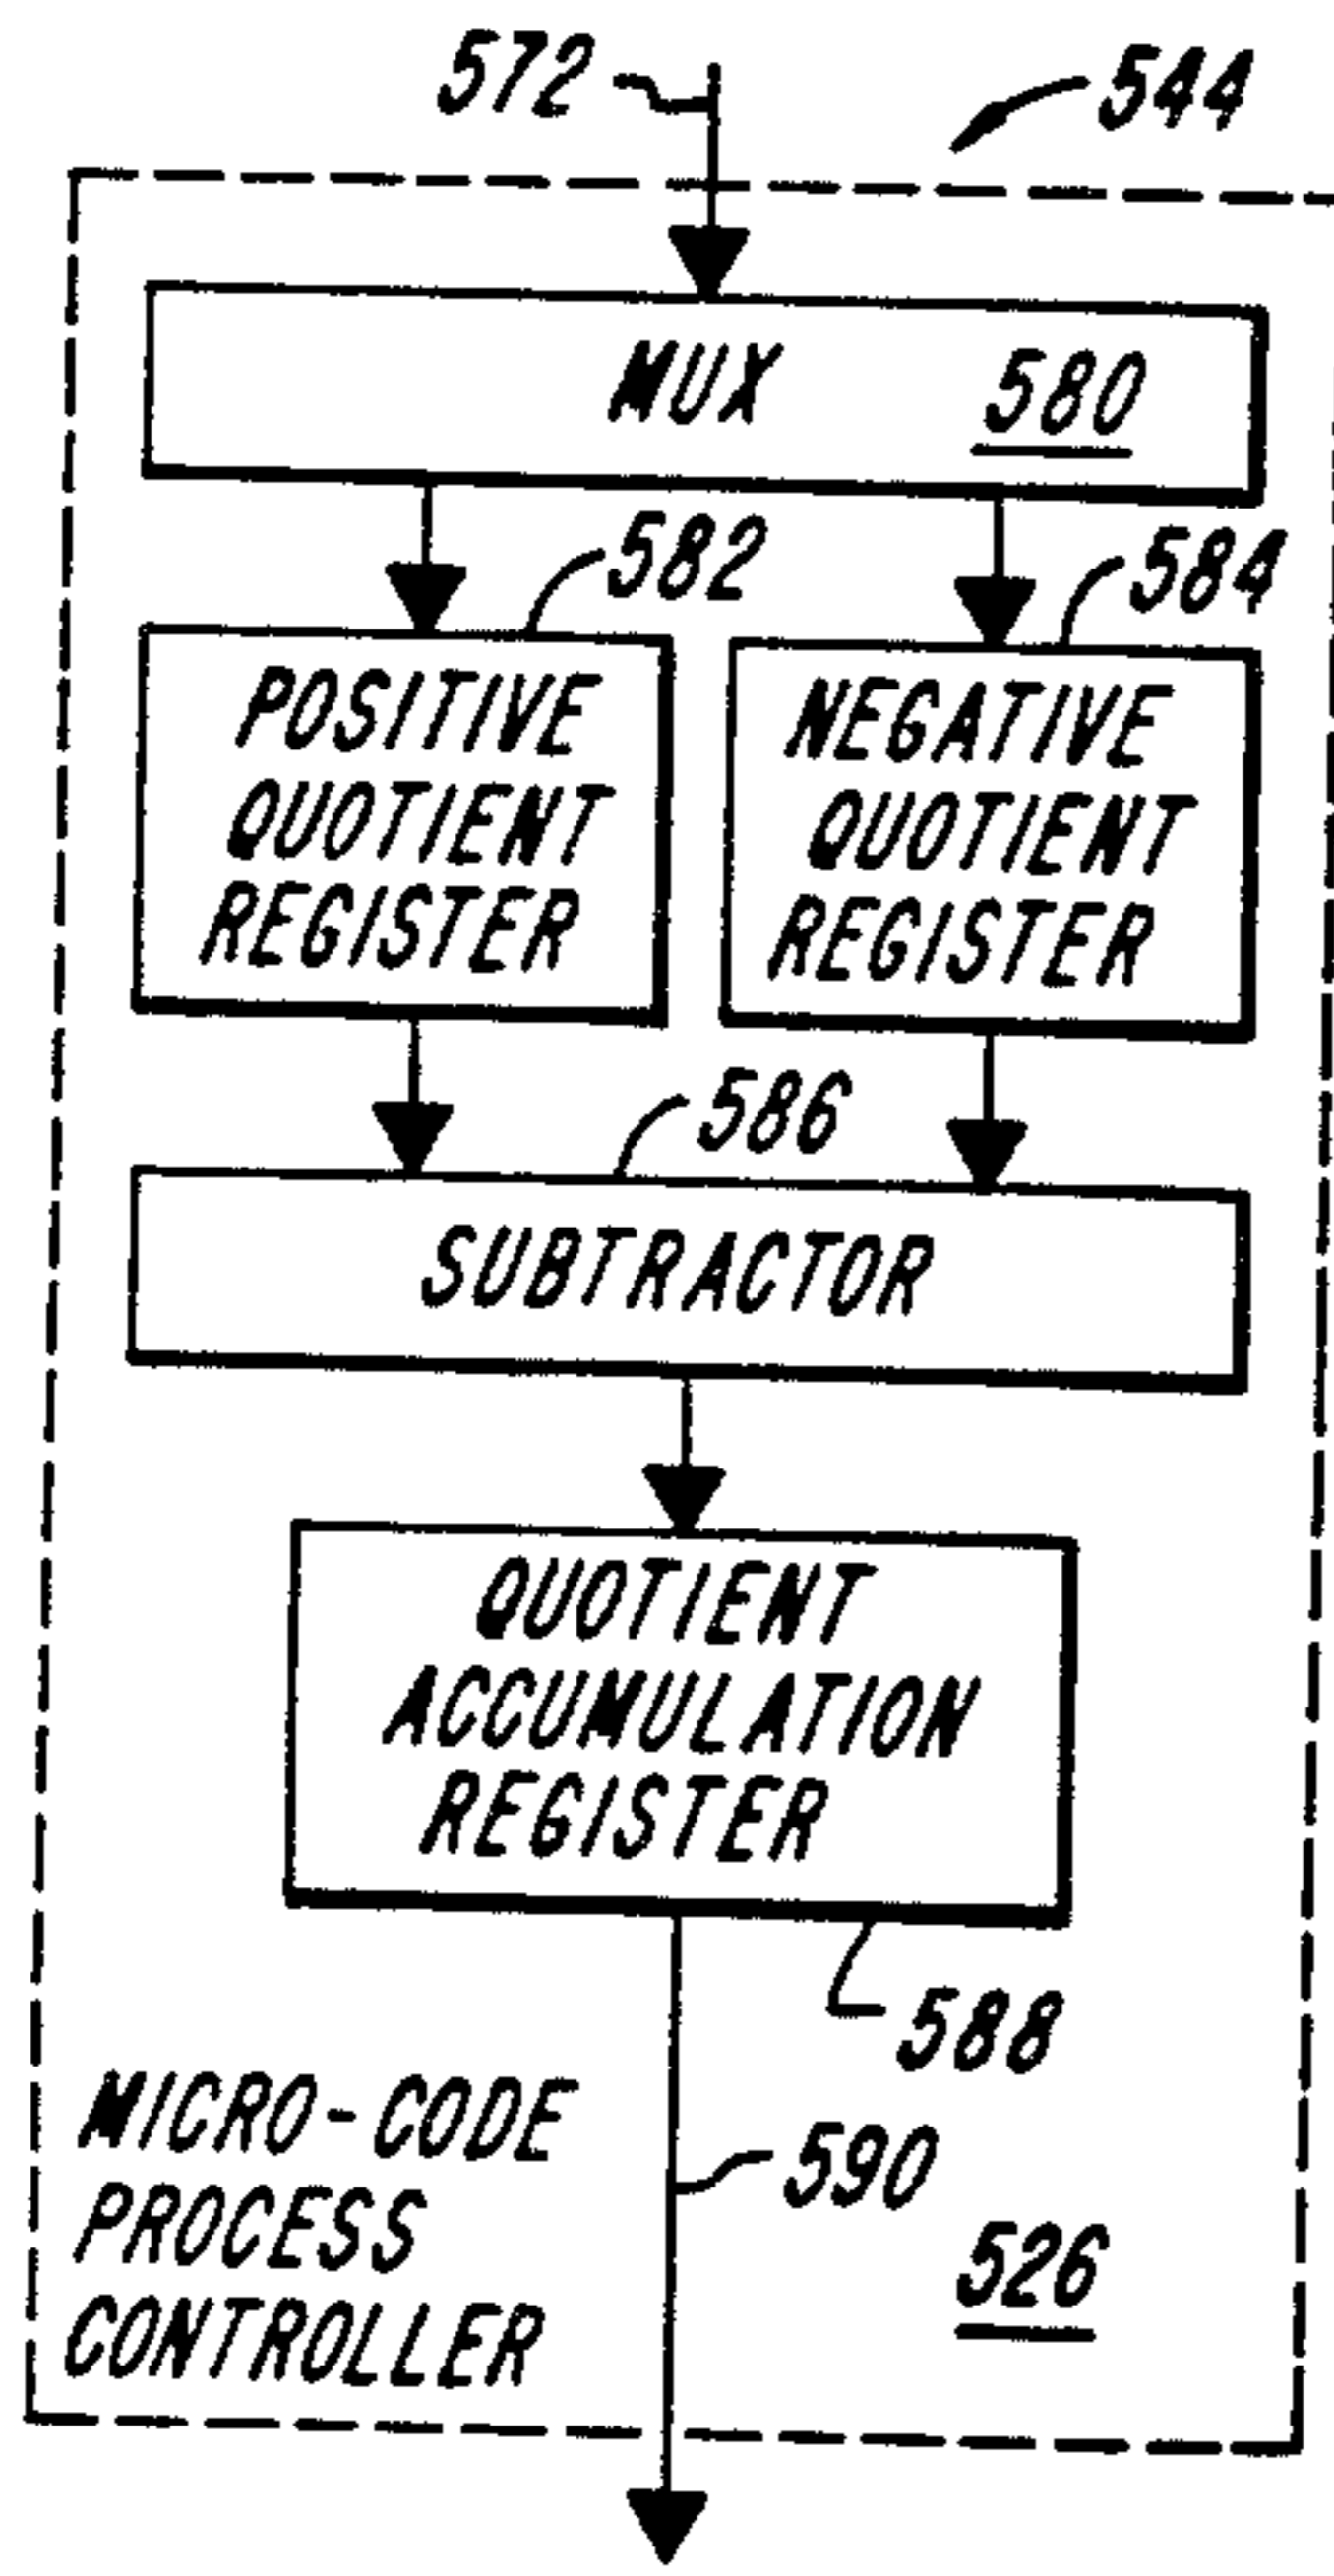 572
544
MUX 580
582
584
POSITIVE
QUOTIENT
REGISTER
NEGATIVE
QUOTIENT
REGISTER
586
SUBTRACTOR
QUOTIENT
ACCUMULATION
REGISTER
588
MICRO-CODE
PROCESS
CONTROLLER
590
526